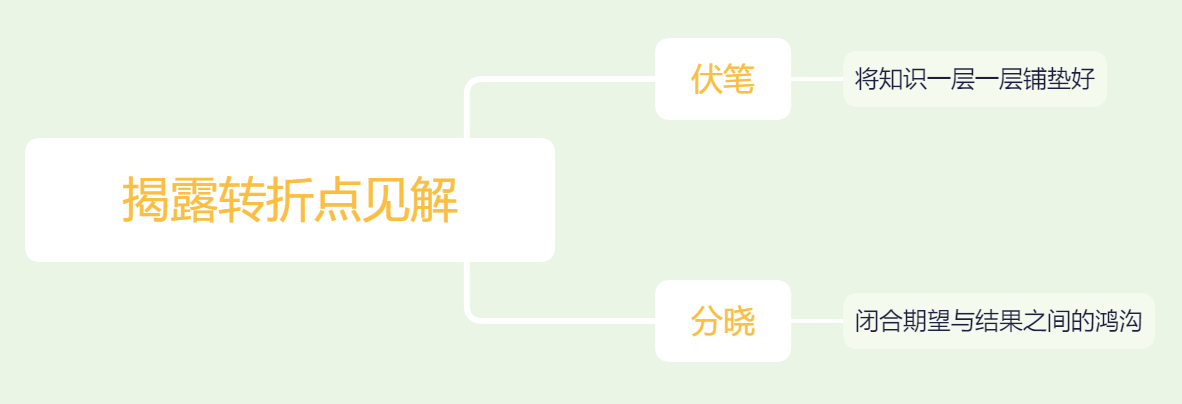 伏笔
将知识一层一层铺垫好
揭露转折点见解
分晓
闭合期望与结果之间的鸿沟